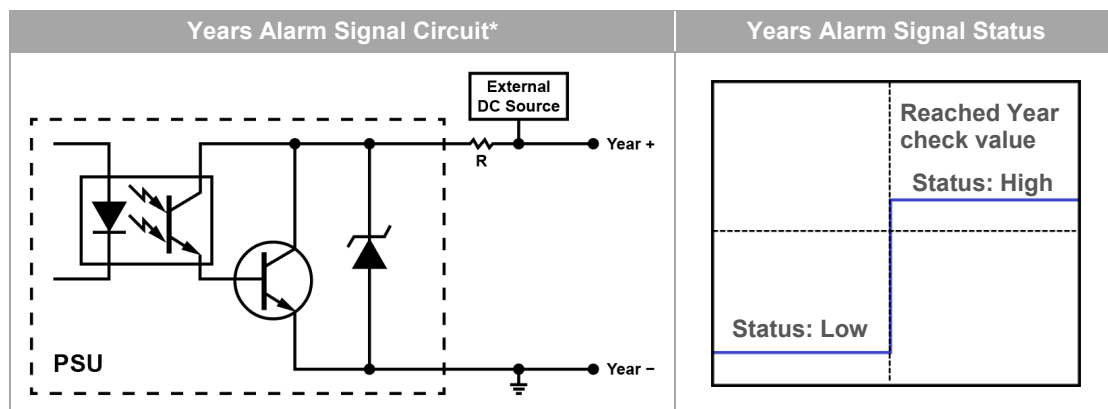 Years Alarm Signal Circuit*
Years Alarm Signal Status
External
DC Source
Year +
R
PSU
Year −
Reached Year
check value
Status: High
Status: Low